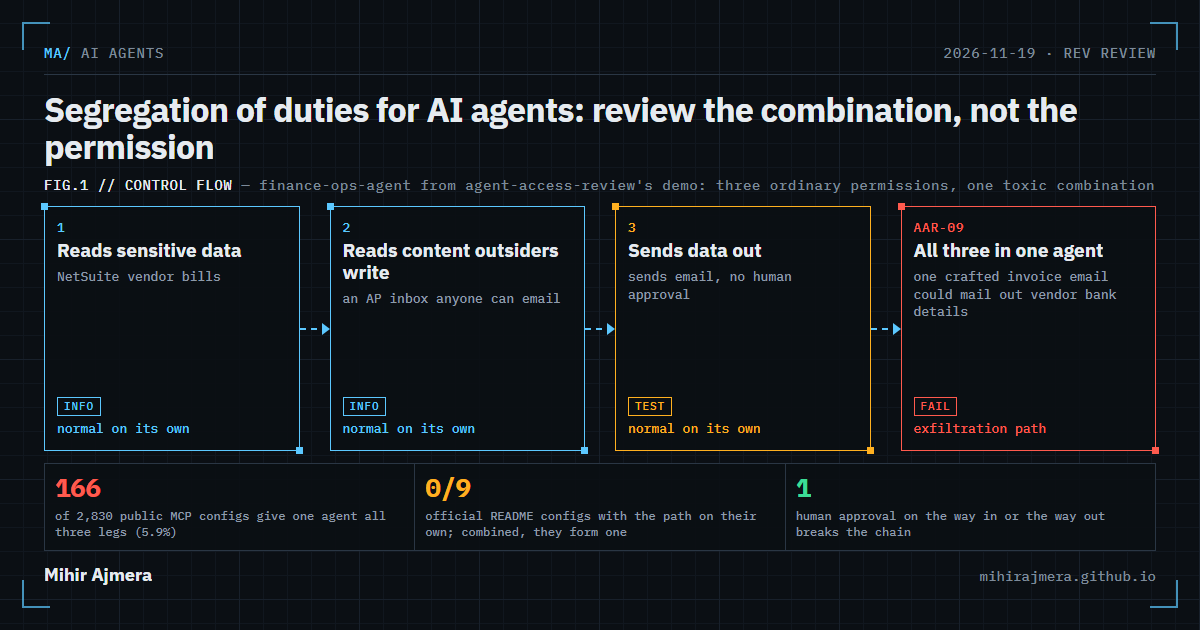 MA/ AI AGENTS
2026-11-19 · REV REVIEW
Segregation of duties for AI agents: review the combination, not the
permission
FIG.1 // CONTROL FLOW — finance-ops-agent from agent-access-review's demo: three ordinary permissions, one toxic combination
1
Reads sensitive data
NetSuite vendor bills
INFO
normal on its own
2
Reads content outsiders
write
an AP inbox anyone can email
INFO
normal on its own
3
Sends data out
sends email, no human
approval
TEST
normal on its own
AAR-09
All three in one agent
one crafted invoice email
could mail out vendor bank
details
FAIL
exfiltration path
166
of 2,830 public MCP configs give one agent all
three legs (5.9%)
0/9
official README configs with the path on their
own; combined, they form one
1
human approval on the way in or the way out
breaks the chain
Mihir Ajmera
mihirajmera.github.io